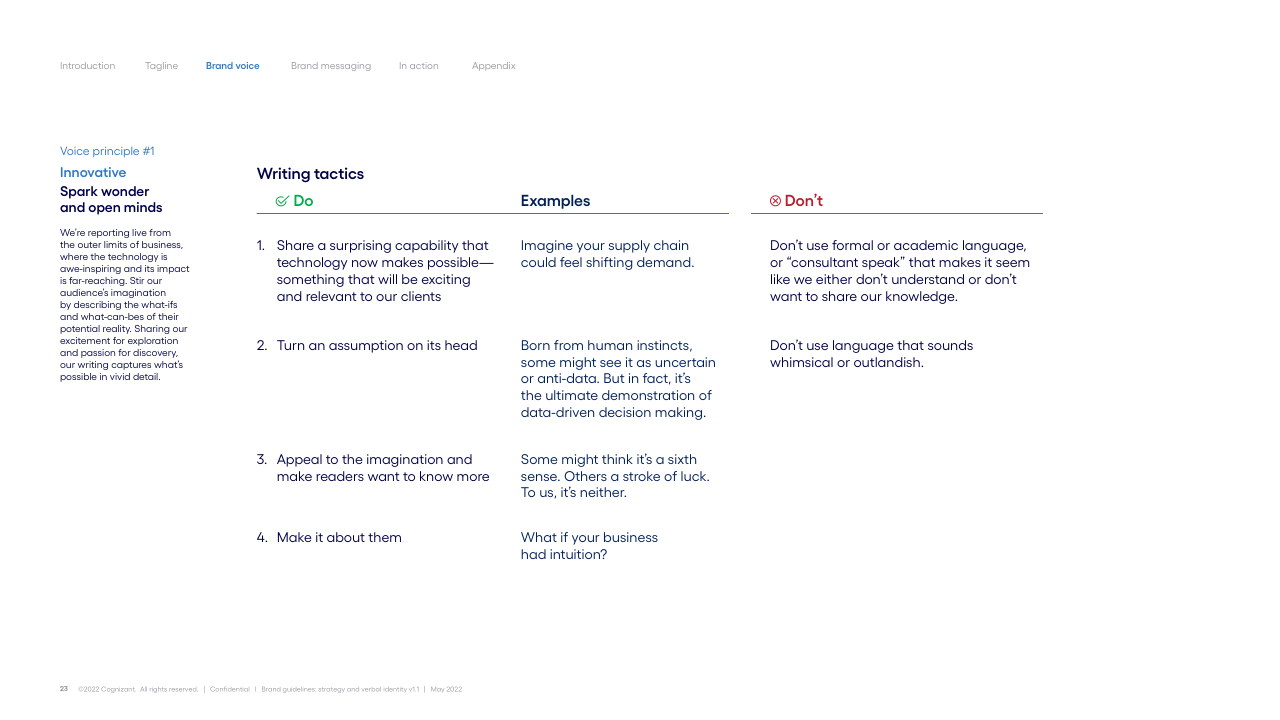 Introduction Tagline Brand voice Brand messaging In action Appendix
Voice principle #1
Innovative
Spark wonder
and open minds
We're reporting live from
the outer limits of business,
where the technology is
awe-inspiring and its impact
is far-reaching. Stir our
audience's imagination
by describing the what-ifs
and what-can-bes of their
potential reality. Sharing our
excitement for exploration
and passion for discovery,
our writing captures what's
possible in vivid detail.
Writing tactics
Do
Examples
Don't
1. Share a surprising capability that
technology now makes possible—
something that will be exciting
and relevant to our clients
Imagine your supply chain
could feel shifting demand.
Don't use formal or academic language,
or “consultant speak” that makes it seem
like we either don't understand or don't
want to share our knowledge.
2. Turn an assumption on its head
Born from human instincts,
some might see it as uncertain
or anti-data. But in fact, it's
the ultimate demonstration of
data-driven decision making.
Don't use language that sounds
whimsical or outlandish.
3. Appeal to the imagination and
make readers want to know more
Some might think it's a sixth
sense. Others a stroke of luck.
To us, it's neither.
4. Make it about them
What if your business
had intuition?
23 ©2022 Cognizant. All rights reserved. | Confidential | Brand guidelines: strategy and verbal identity v1.1 | May 2022